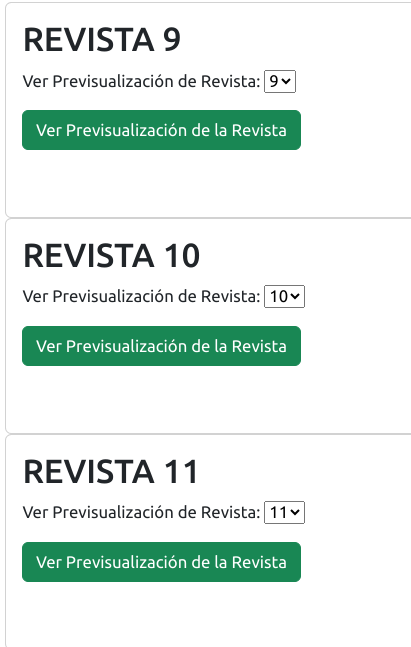 REVISTA 9
Ver Previsualización de Revista: 9
Ver Previsualización de la Revista
REVISTA 10
Ver Previsualización de Revista: 10
Ver Previsualización de la Revista
REVISTA 11
Ver Previsualización de Revista: 11
Ver Previsualización de la Revista